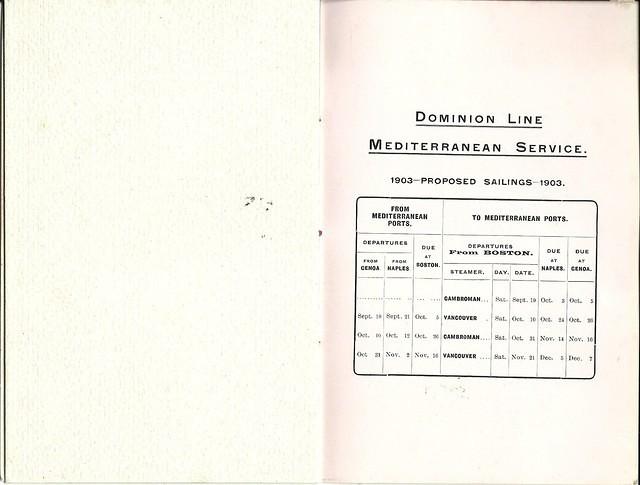 DOMINION LINE
MEDITERRANEAN SERVICE.
1903—PROPOSED SAILINGS—1903.
FROM MEDITERRANEAN PORTS. TO MEDITERRANEAN PORTS.
DEPARTURES DUE AT BOSTON. DEPARTURES From BOSTON. DUE AT NAPLES. DUE AT GENOA.
FROM GENOA FROM NAPLES STEAMER. DAY. DATE.
CAMBROMAN... Sat. Sept. 19 Oct. 3 Oct. 5
Sept. 19 Sept. 21 Oct. 5 VANCOUVER . Sat. Oct. 10 Oct. 24 Oct. 26
Oct. 10 Oct. 12 Oct. 26 CAMBROMAN.... Sat. Oct. 31 Nov. 14 Nov. 16
Oct. 31 Nov. 2 Nov. 16 VANCOUVER .... Sat. Nov. 21 Dec. 5 Dec. 7